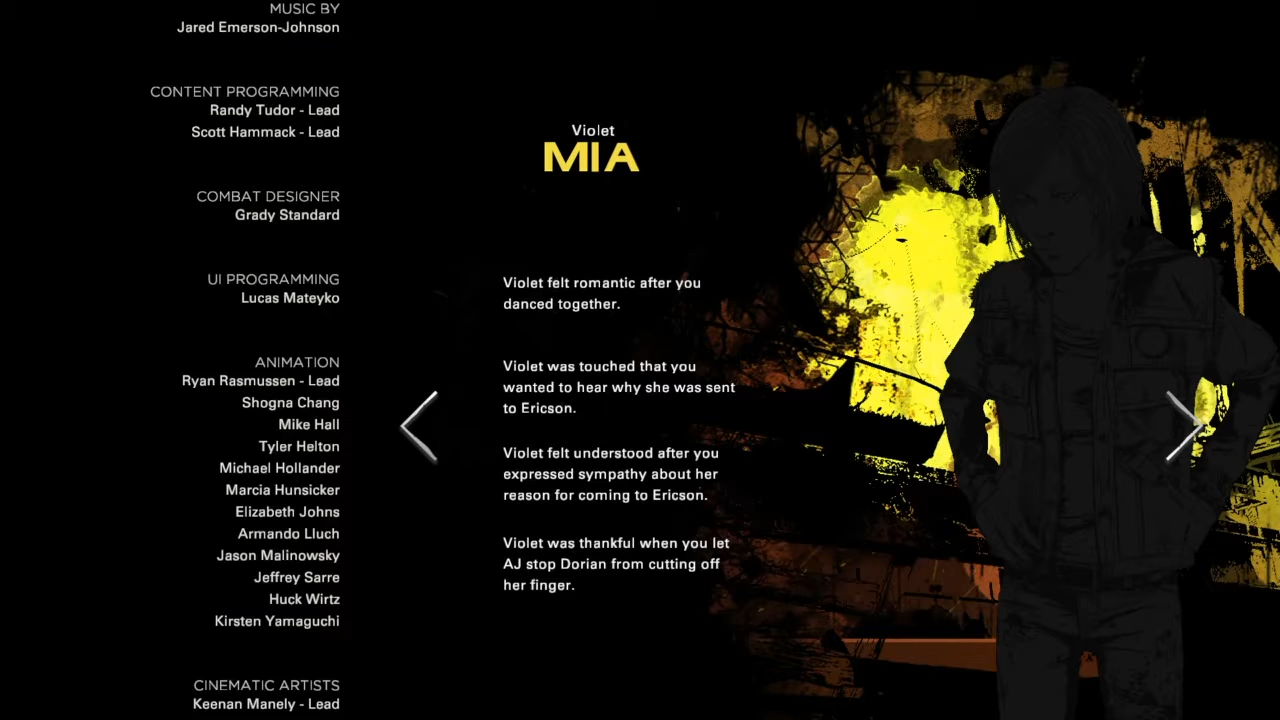 MUSIC BY
Jared Emerson-Johnson
CONTENT PROGRAMMING
Randy Tudor - Lead
Scott Hammack - Lead
COMBAT DESIGNER
Grady Standard
UI PROGRAMMING
Lucas Mateyko
ANIMATION
Ryan Rasmussen - Lead
Shogna Chang
Mike Hall
Tyler Helton
Michael Hollander
Marcia Hunsicker
Elizabeth Johns
Armando Lluch
Jason Malinowsky
Jeffrey Sarre
Huck Wirtz
Kirsten Yamaguchi
CINEMATIC ARTISTS
Keenan Manely - Lead
Violet
MIA
Violet felt romantic after you
danced together.
Violet was touched that you
wanted to hear why she was sent
to Ericson.
Violet felt understood after you
expressed sympathy about her
reason for coming to Ericson.
Violet was thankful when you let
AJ stop Dorian from cutting off
her finger.